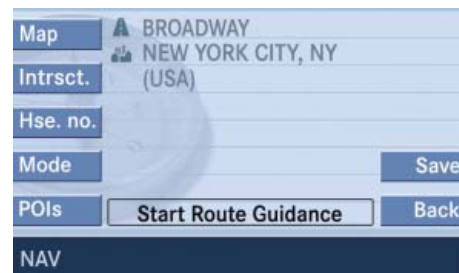 Map
BROADWAY
NEW YORK CITY, NY
Intrsct.
(USA)
Hse. no.
Mode
Save
POIs
Start Route Guidance
Back
NAV